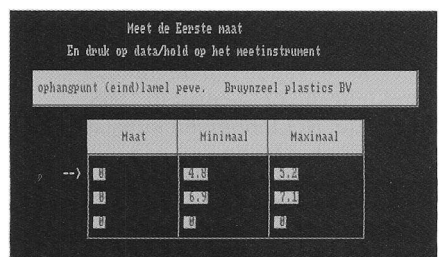 Meet de Eerste maat
En druk op data/hold op het meetinstrument
ophangpunt (eind)lamel peve. Bruynzeel plastics BV
Maat Minimaal Maximaal
--> 0 4.8 5.2
0 6.9 7.1
0 0 0